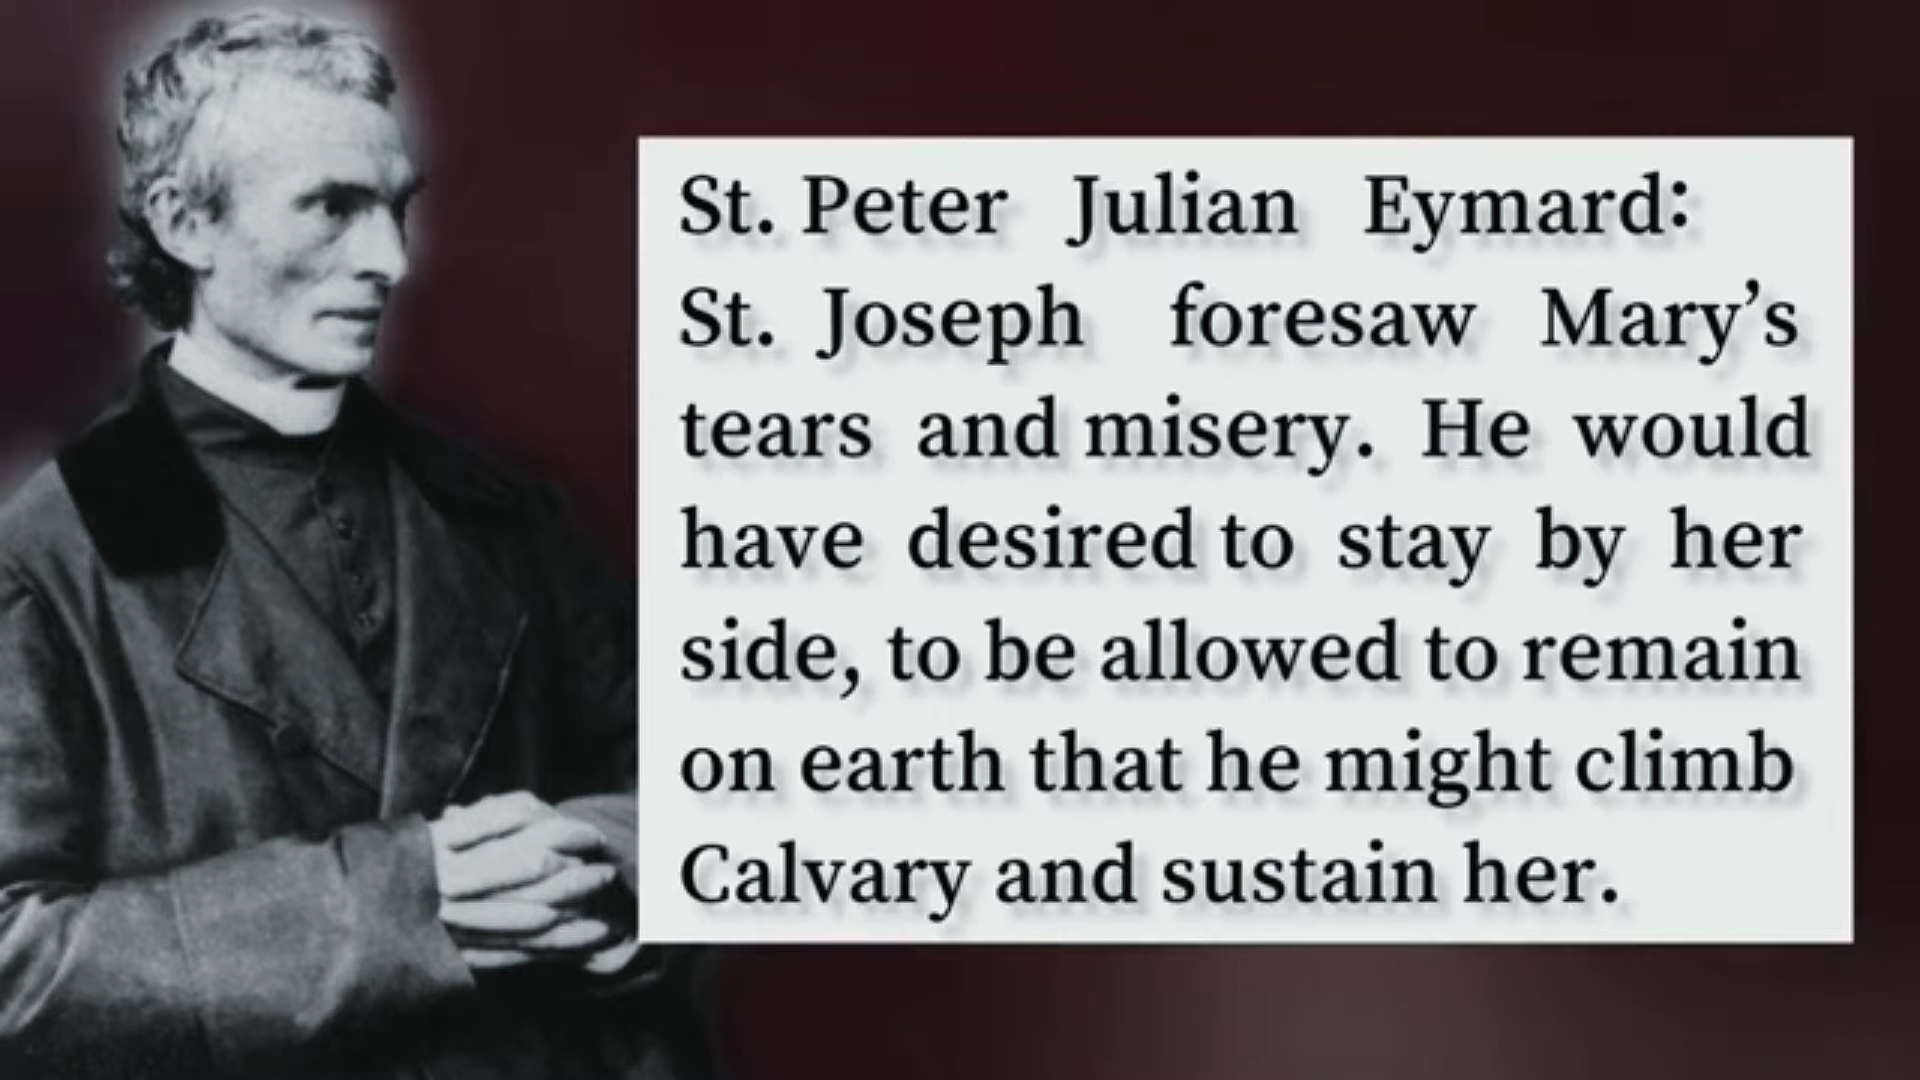 St. Peter Julian Eymard:
St. Joseph foresaw Mary’s
tears and misery. He would
have desired to stay by her
side, to be allowed to remain
on earth that he might climb
Calvary and sustain her.